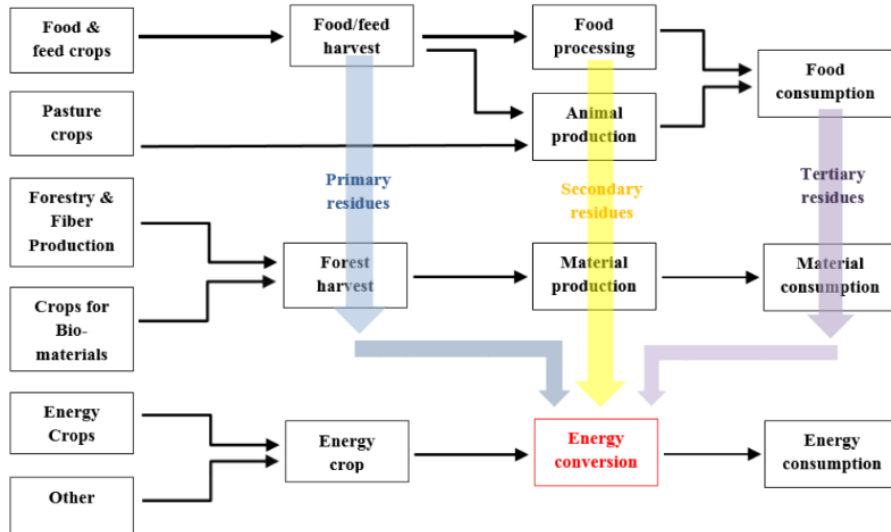 Food &
feed crops
Food/feed
harvest
Food
processing
Food
consumption
Pasture
crops
Animal
production
Primary
residues
Secondary
residues
Tertiary
residues
Forestry &
Fiber
Production
Forest
harvest
Material
production
Material
consumption
Crops for
Bio-
materials
Energy
Crops
Energy
crop
Energy
conversion
Energy
consumption
Other